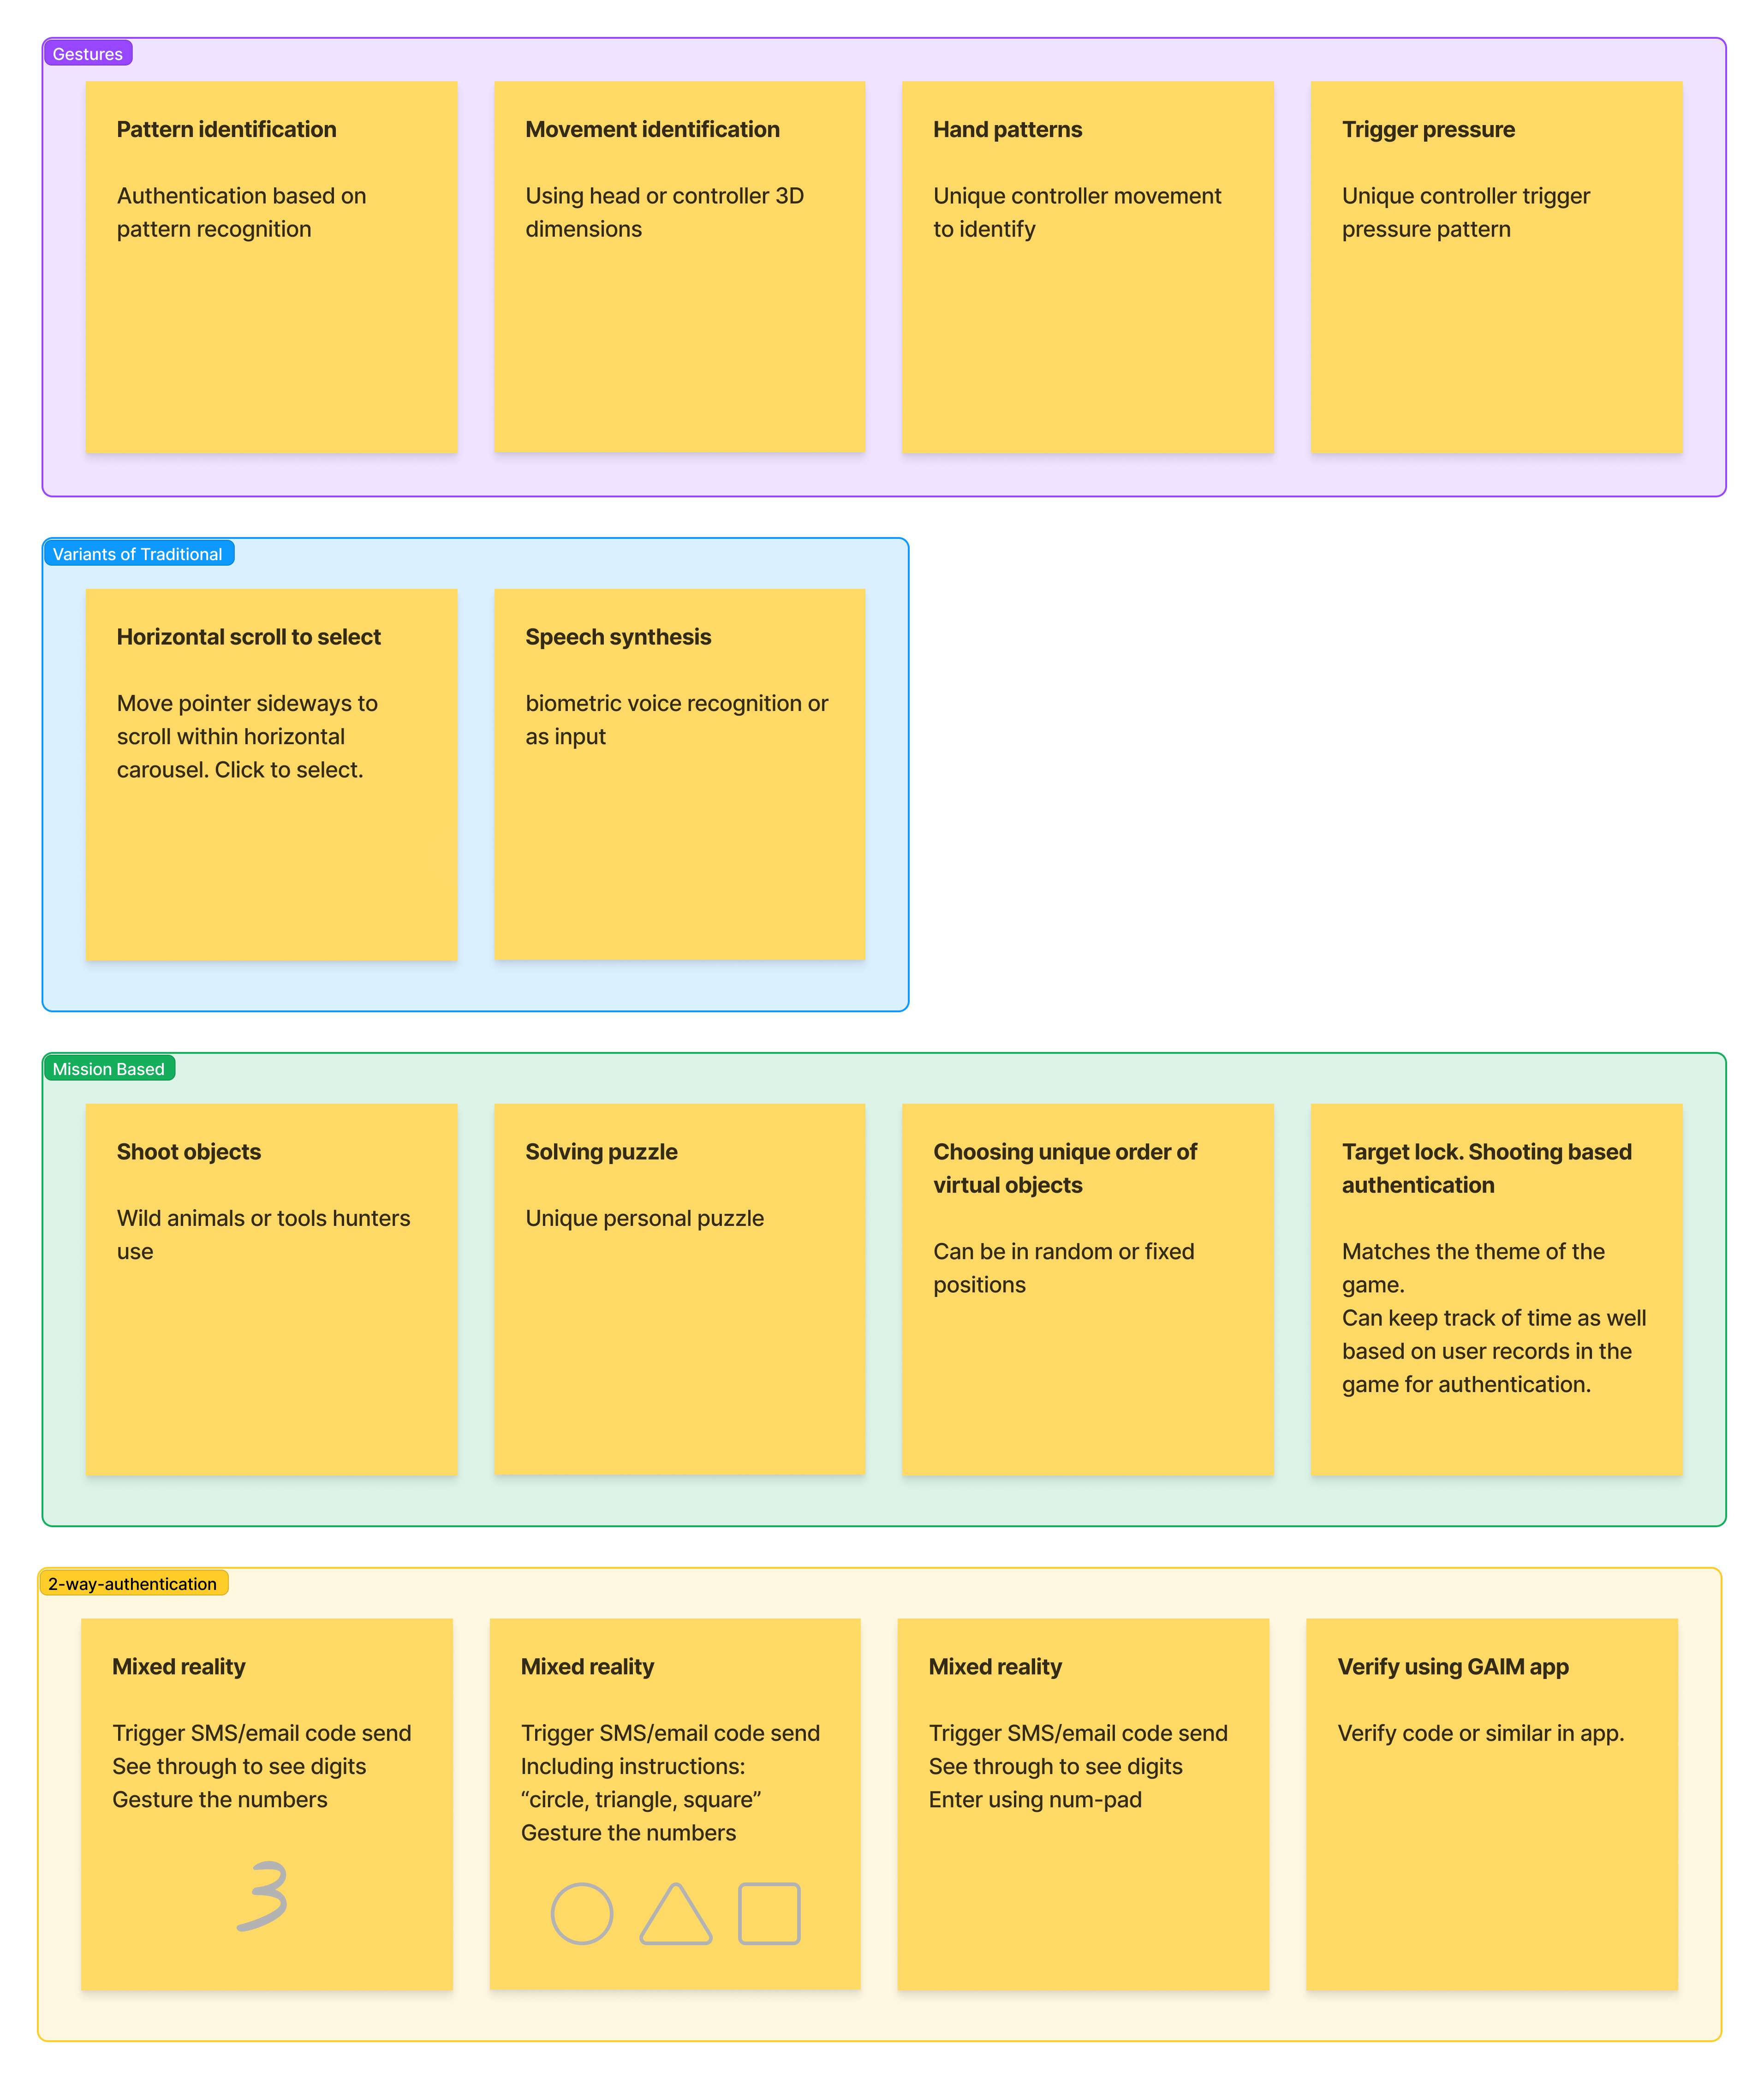 Gestures
Pattern identification
Authentication based on
pattern recognition
Movement identification
Using head or controller 3D
dimensions
Hand patterns
Unique controller movement
to identify
Trigger pressure
Unique controller trigger
pressure pattern
Variants of Traditional
Horizontal scroll to select
Move pointer sideways to
scroll within horizontal
carousel. Click to select.
Speech synthesis
biometric voice recognition or
as input
Mission Based
Shoot objects
Wild animals or tools hunters
use
Solving puzzle
Unique personal puzzle
Choosing unique order of
virtual objects
Can be in random or fixed
positions
Target lock. Shooting based
authentication
Matches the theme of the
game.
Can keep track of time as well
based on user records in the
game for authentication.
2-way-authentication
Mixed reality
Trigger SMS/email code send
See through to see digits
Gesture the numbers
3
Mixed reality
Trigger SMS/email code send
Including instructions:
“circle, triangle, square”
Gesture the numbers
Mixed reality
Trigger SMS/email code send
See through to see digits
Enter using num-pad
Verify using GAIM app
Verify code or similar in app.